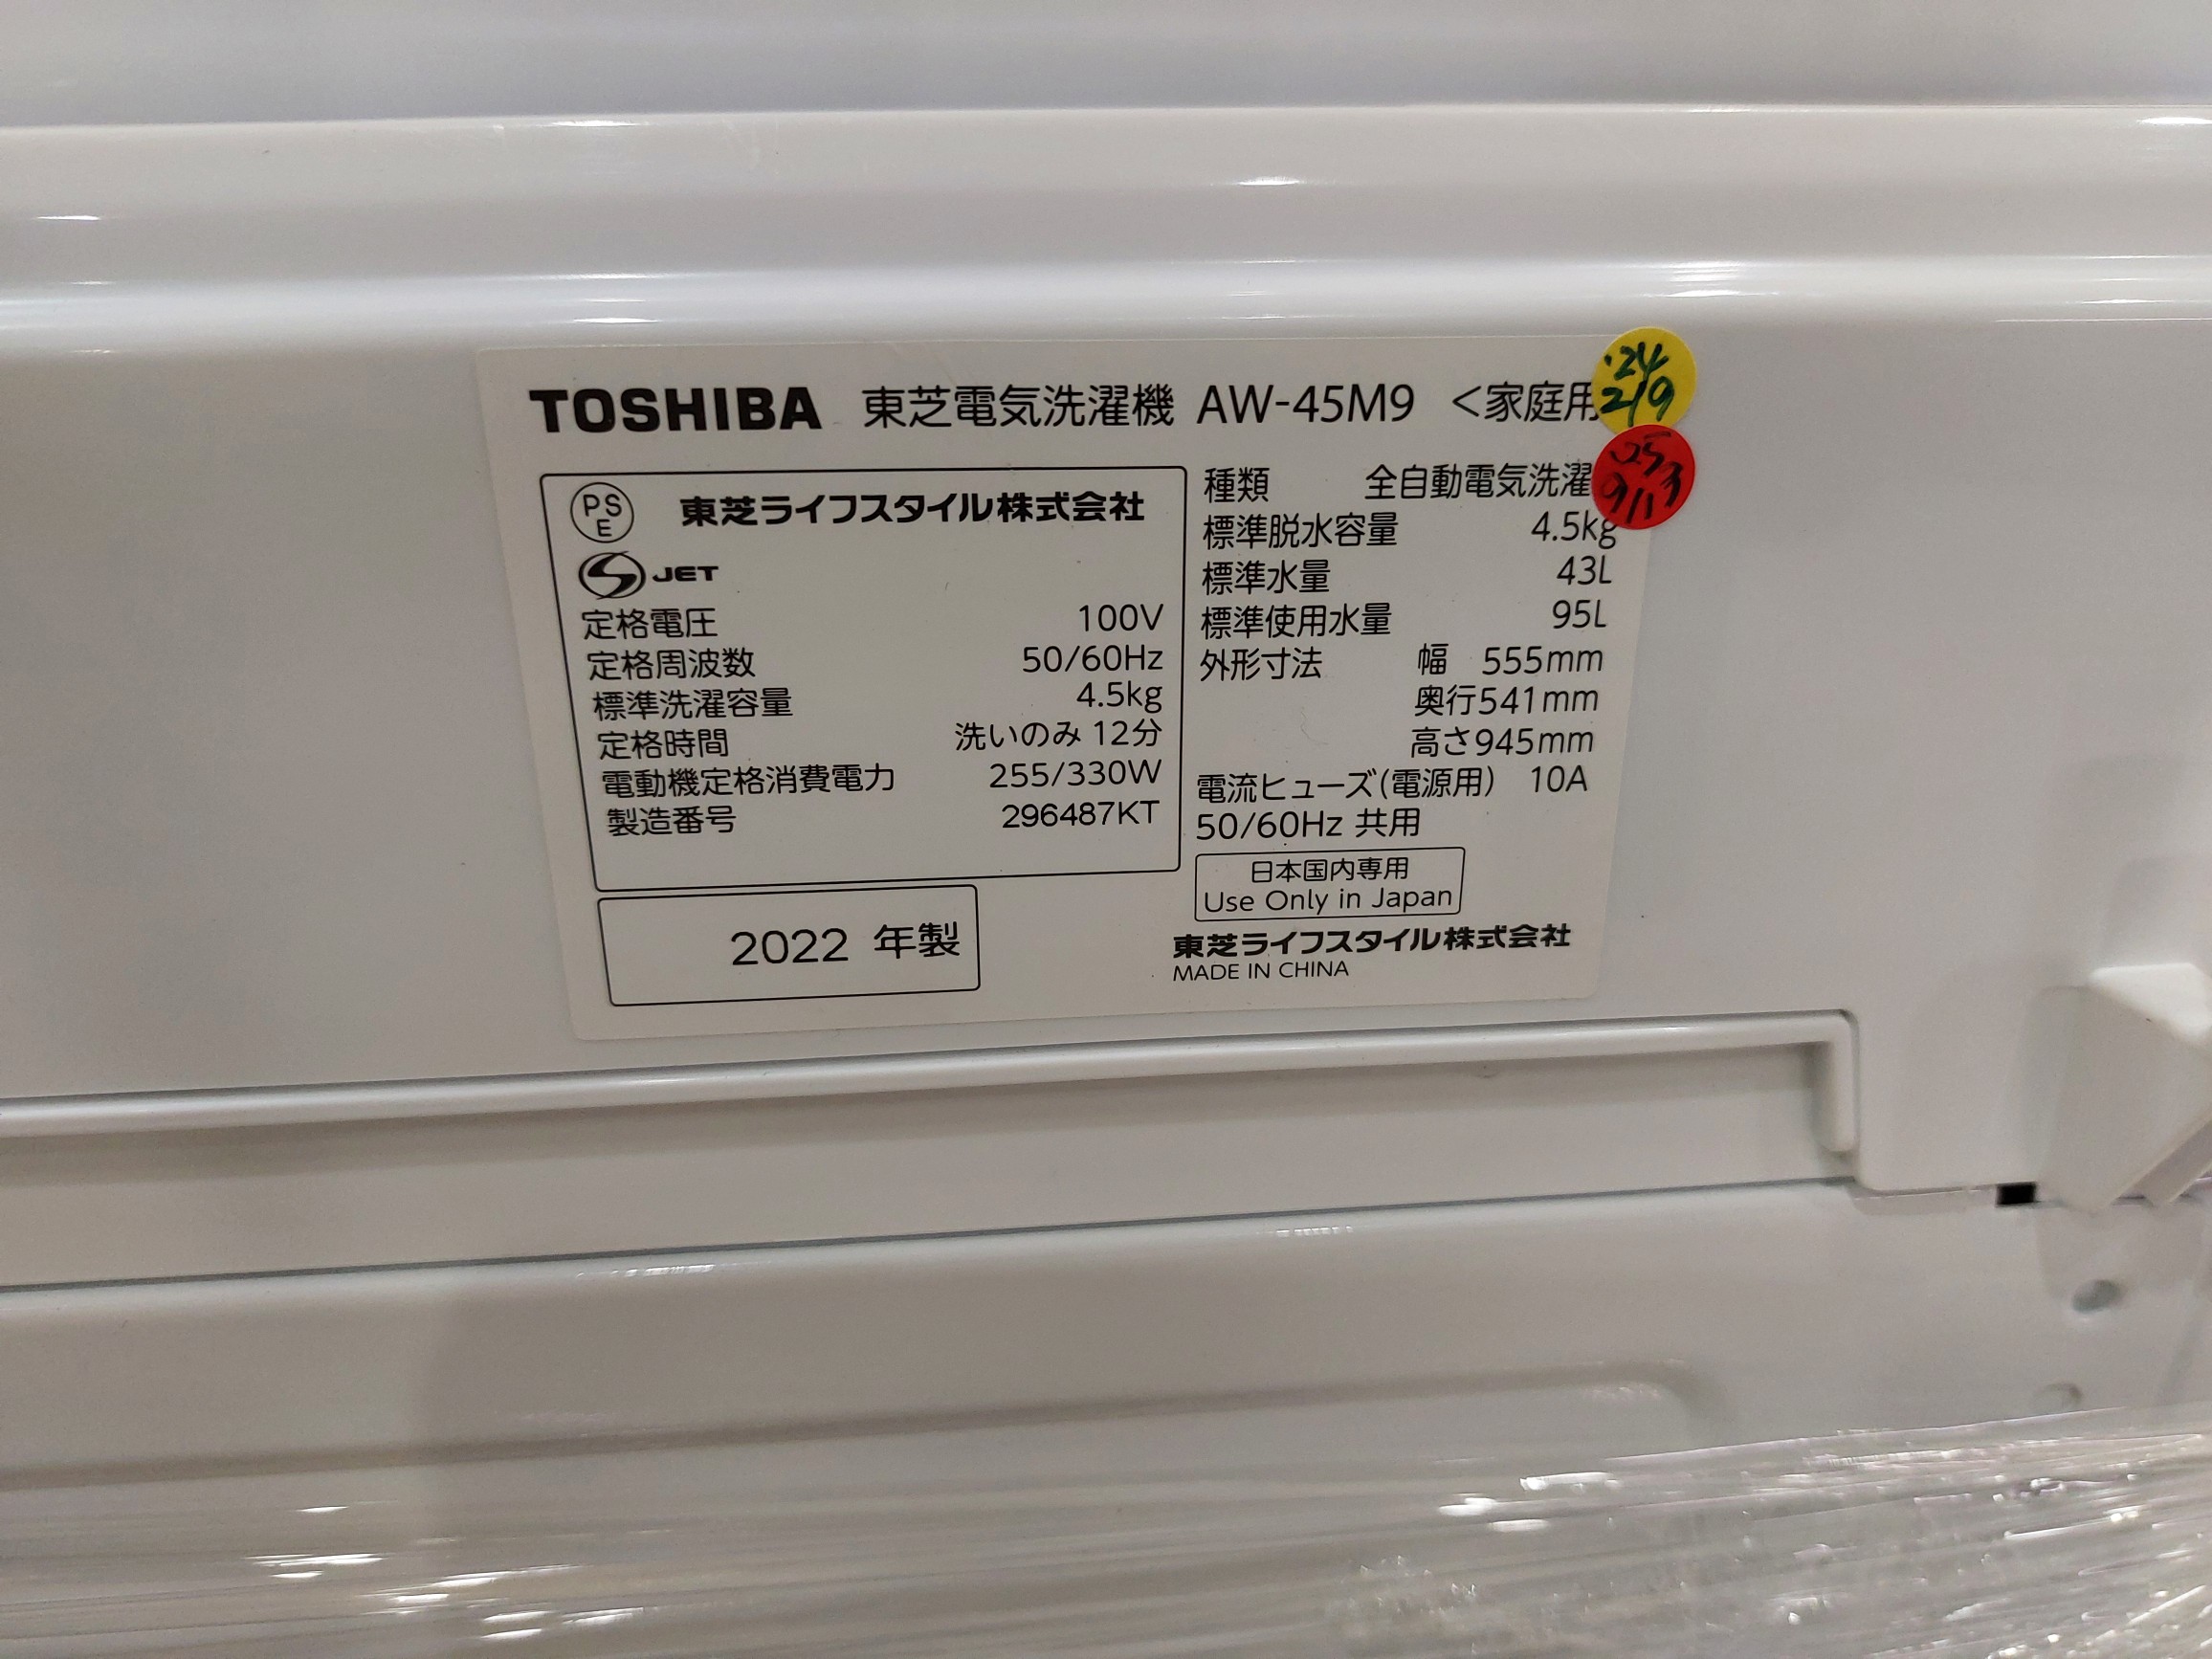 TOSHIBA 東芝電気洗濯機 AW-45M9 <家庭用
'24
2/9
'25
9/13
PS
E
東芝ライフスタイル株式会社
JET
定格電圧 100V
定格周波数 50/60Hz
標準洗濯容量 4.5kg
定格時間 洗いのみ 12分
電動機定格消費電力 255/330W
製造番号 296487KT
2022 年製
種類 全自動電気洗濯
標準脱水容量 4.5kg
標準水量 43L
標準使用水量 95L
外形寸法 幅 555mm
奥行541mm
高さ945mm
電流ヒューズ(電源用) 10A
50/60Hz 共用
日本国内専用
Use Only in Japan
東芝ライフスタイル株式会社
MADE IN CHINA